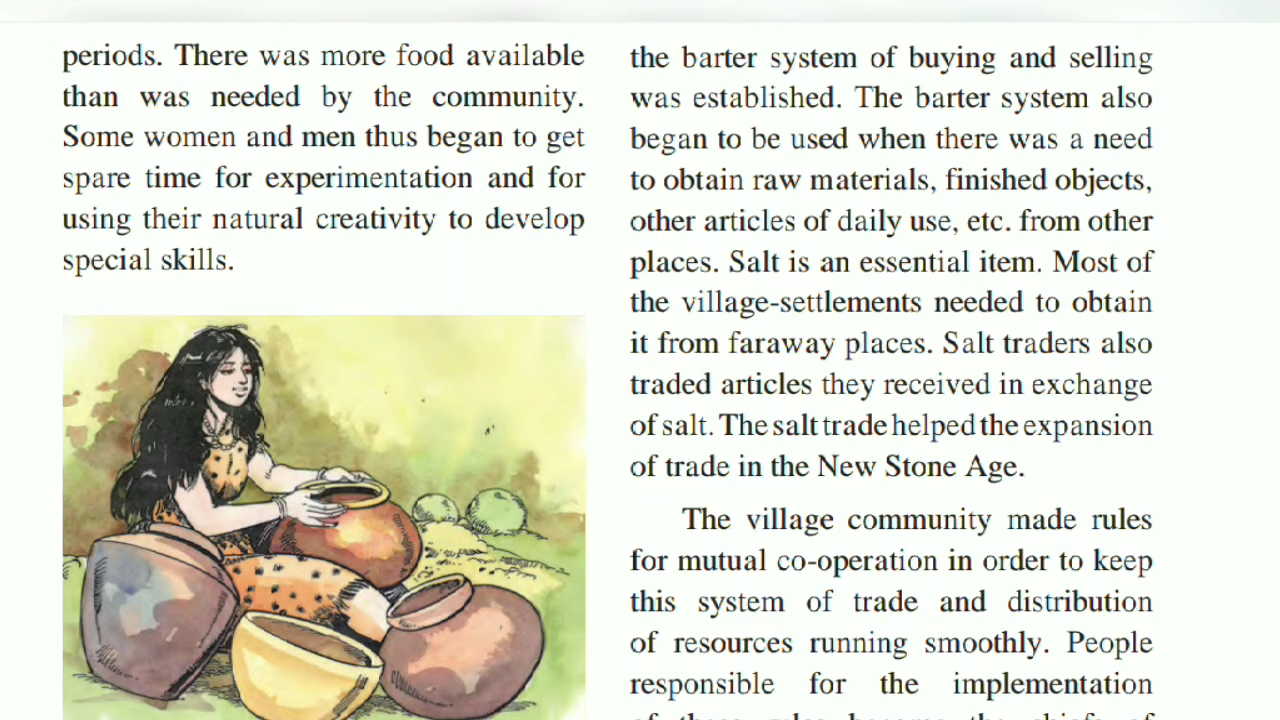 periods. There was more food available
than was needed by the community.
Some women and men thus began to get
spare time for experimentation and for
using their natural creativity to develop
special skills.
the barter system of buying and selling
was established. The barter system also
began to be used when there was a need
to obtain raw materials, finished objects,
other articles of daily use, etc. from other
places. Salt is an essential item. Most of
the village-settlements needed to obtain
it from faraway places. Salt traders also
traded articles they received in exchange
of salt. The salt trade helped the expansion
of trade in the New Stone Age.
The village community made rules
for mutual co-operation in order to keep
this system of trade and distribution
of resources running smoothly. People
responsible for the implementation